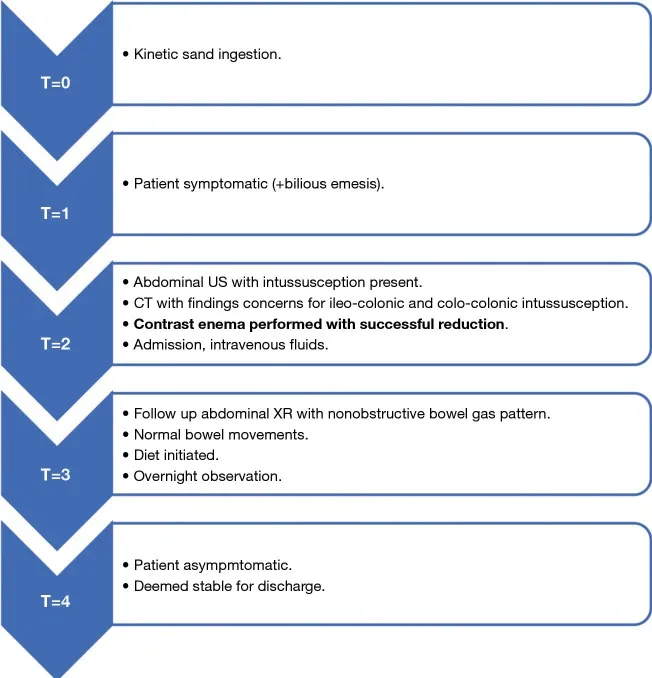 T=0
• Kinetic sand ingestion.
T=1
• Patient symptomatic (+bilious emesis).
T=2
• Abdominal US with intussusception present.
• CT with findings concerns for ileo-colonic and colo-colonic intussusception.
• Contrast enema performed with successful reduction.
• Admission, intravenous fluids.
T=3
• Follow up abdominal XR with nonobstructive bowel gas pattern.
• Normal bowel movements.
• Diet initiated.
• Overnight observation.
T=4
• Patient asympmtomatic.
• Deemed stable for discharge.